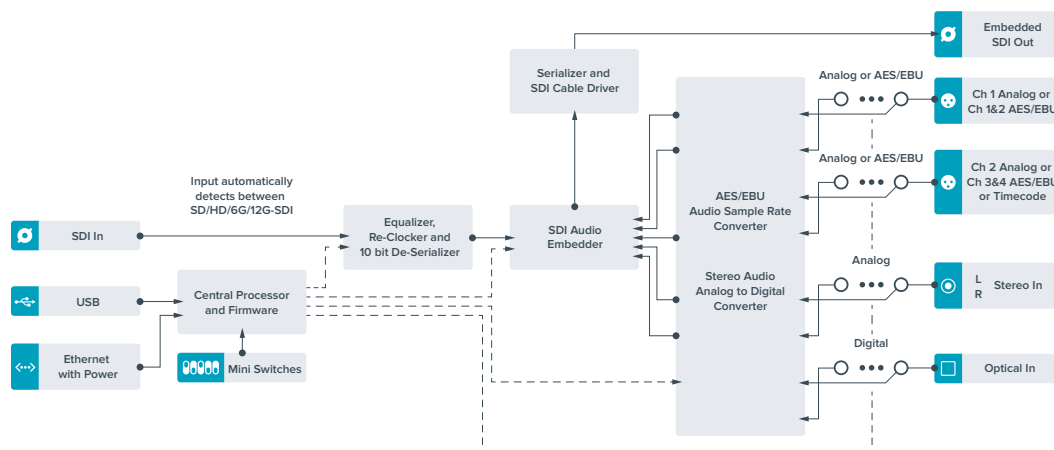 Embedded
SDI Out
Serializer and
SDI Cable Driver
Analog or AES/EBU
Ch 1 Analog or
Ch 1&2 AES/EBU
Analog or AES/EBU
Ch 2 Analog or
Ch 3&4 AES/EBU
or Timecode
Input automatically
detects between
SD/HD/6G/12G-SDI
SDI In
Equalizer,
Re-Clocker and
10 bit De-Serializer
SDI Audio
Embedder
AES/EBU
Audio Sample Rate
Converter
Stereo Audio
Analog to Digital
Converter
Analog
L
R
Stereo In
USB
Central Processor
and Firmware
Ethernet
with Power
Mini Switches
Digital
Optical In